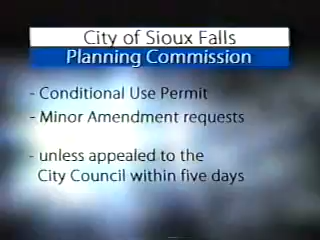 City of Sioux Falls
Planning Commission
- Conditional Use Permit
- Minor Amendment requests
- unless appealed to the
City Council within five days